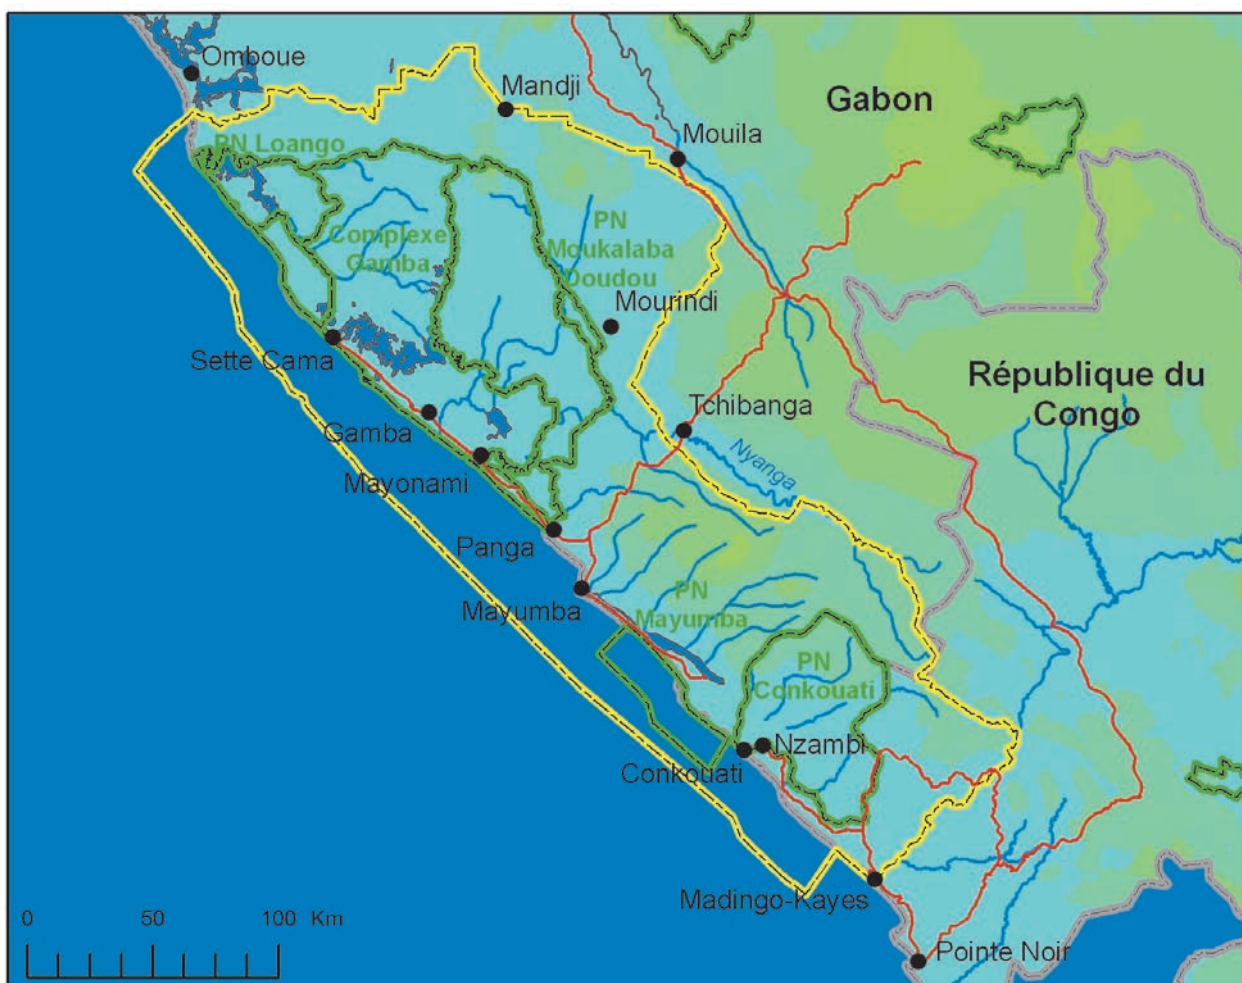 Omboue
Mandji
Gabon
Mouila
PN Loango
PN
Moukalaba
Doudou
Complexe
Gamba
Mourindi
Sette Cama
République du
Congo
Tchibanga
Gamba
Nyanga
Mayonami
Panga
PN
Mayumba
Mayumba
PN
Conkouati
Nzambi
Conkouati
Madingo-Kayes
0 50 100 Km
Pointe Noir